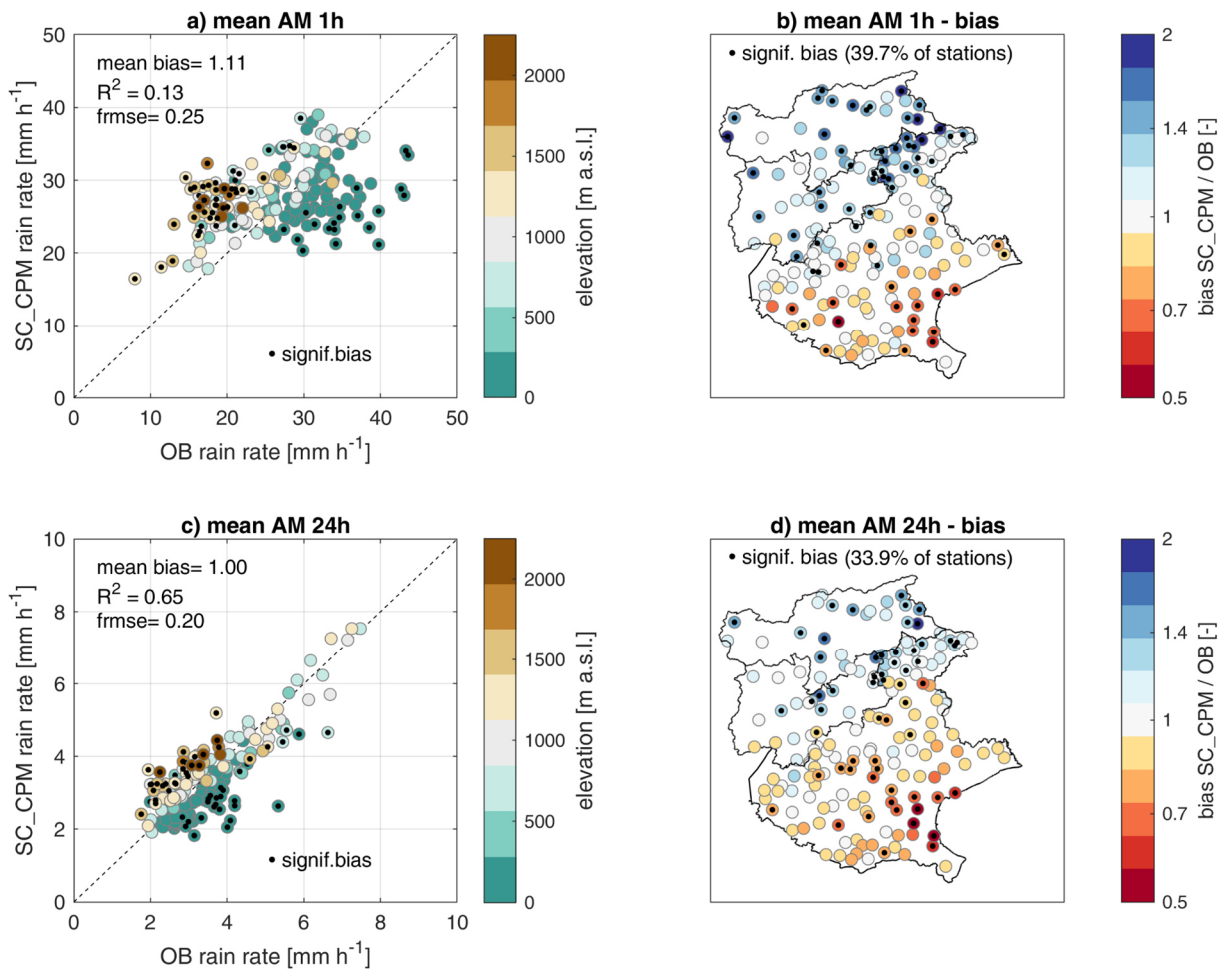 a) mean AM 1h
mean bias= 1.11
R² = 0.13
frmse= 0.25
signif.bias
50
40
30
20
10
0
SC_CPM rain rate [mm h⁻¹]
0 10 20 30 40 50
OB rain rate [mm h⁻¹]
2000
1500
1000
500
0
elevation [m a.s.l.]
b) mean AM 1h - bias
signif. bias (39.7% of stations)
2
1.4
1
0.7
0.5
bias SC_CPM / OB [-]
c) mean AM 24h
mean bias= 1.00
R² = 0.65
frmse= 0.20
signif.bias
10
8
6
4
2
0
SC_CPM rain rate [mm h⁻¹]
0 2 4 6 8 10
OB rain rate [mm h⁻¹]
2000
1500
1000
500
0
elevation [m a.s.l.]
d) mean AM 24h - bias
signif. bias (33.9% of stations)
2
1.4
1
0.7
0.5
bias SC_CPM / OB [-]